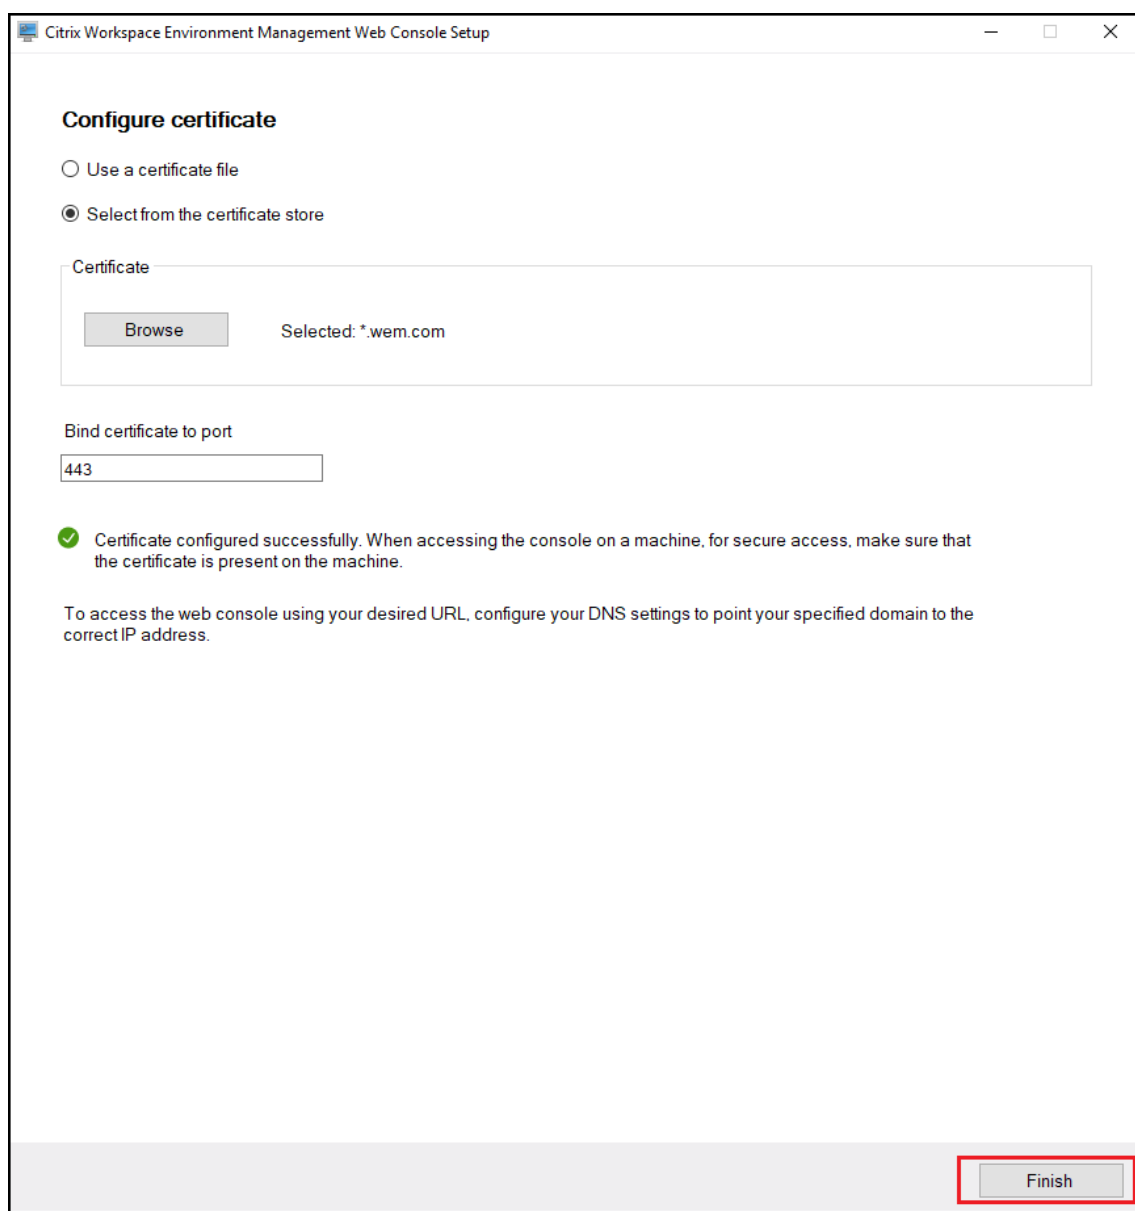 Citrix Workspace Environment Management Web Console Setup
Configure certificate
Use a certificate file
Select from the certificate store
Certificate
Browse
Selected: *.wem.com
Bind certificate to port
443
Certificate configured successfully. When accessing the console on a machine, for secure access, make sure that
the certificate is present on the machine.
To access the web console using your desired URL, configure your DNS settings to point your specified domain to the
correct IP address.
Finish